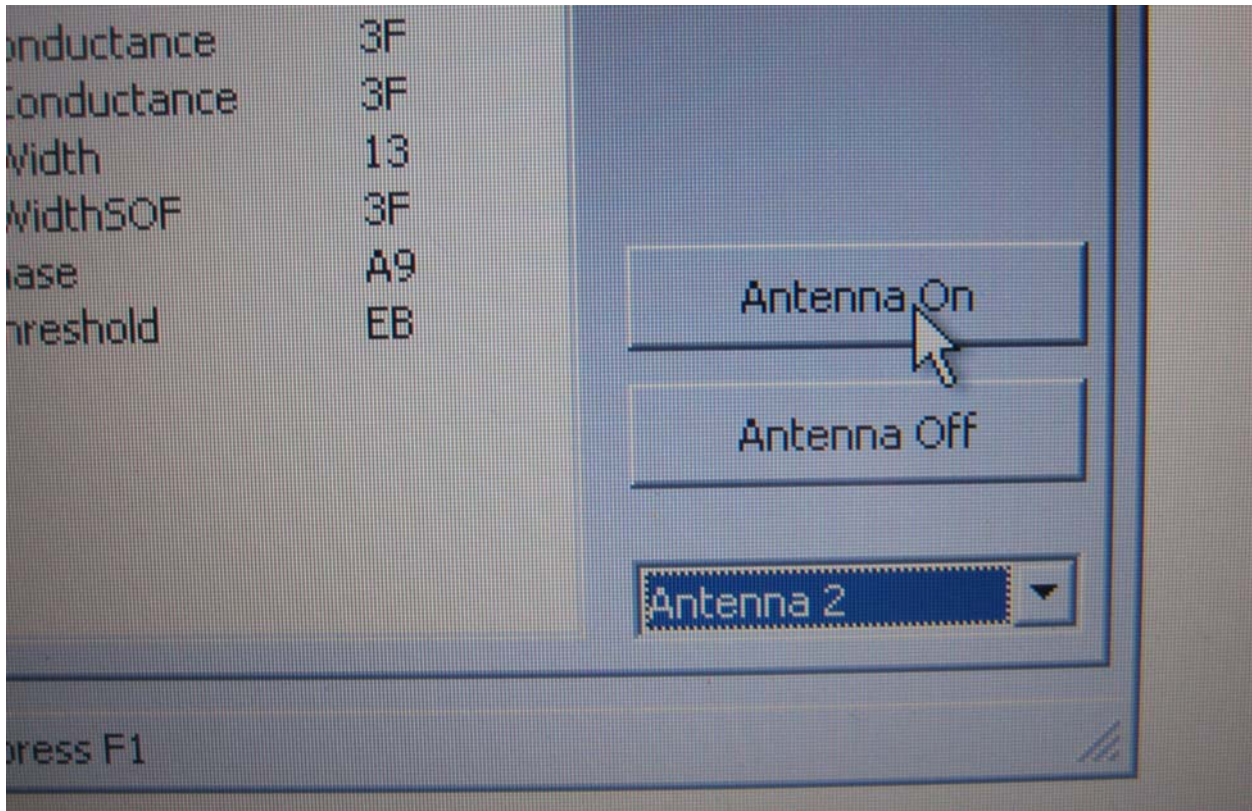 onductance 3F
Conductance 3F
Width 13
WidthSOF 3F
hase A9
hreshold EB
Antenna On
Antenna Off
Antenna 2
press F1